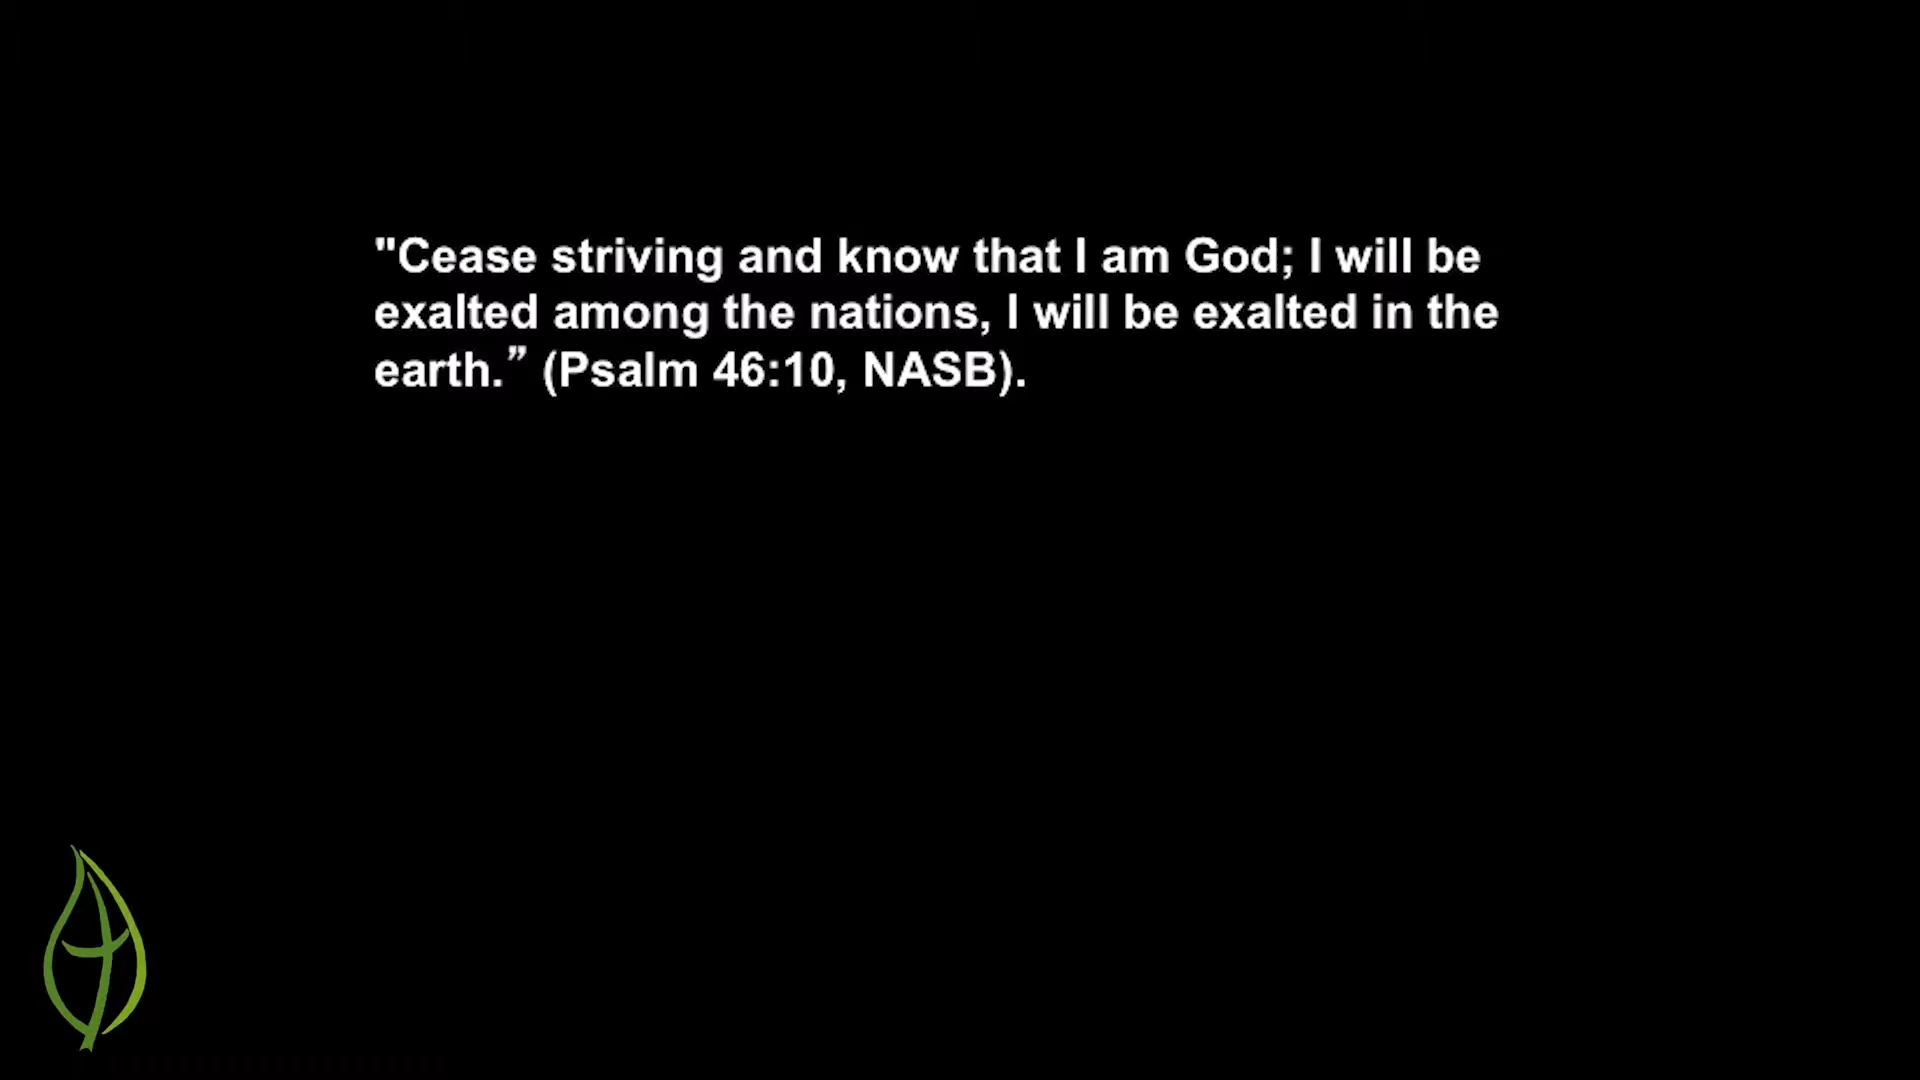 "Cease striving and know that I am God; I will be
exalted among the nations, I will be exalted in the
earth.” (Psalm 46:10, NASB).